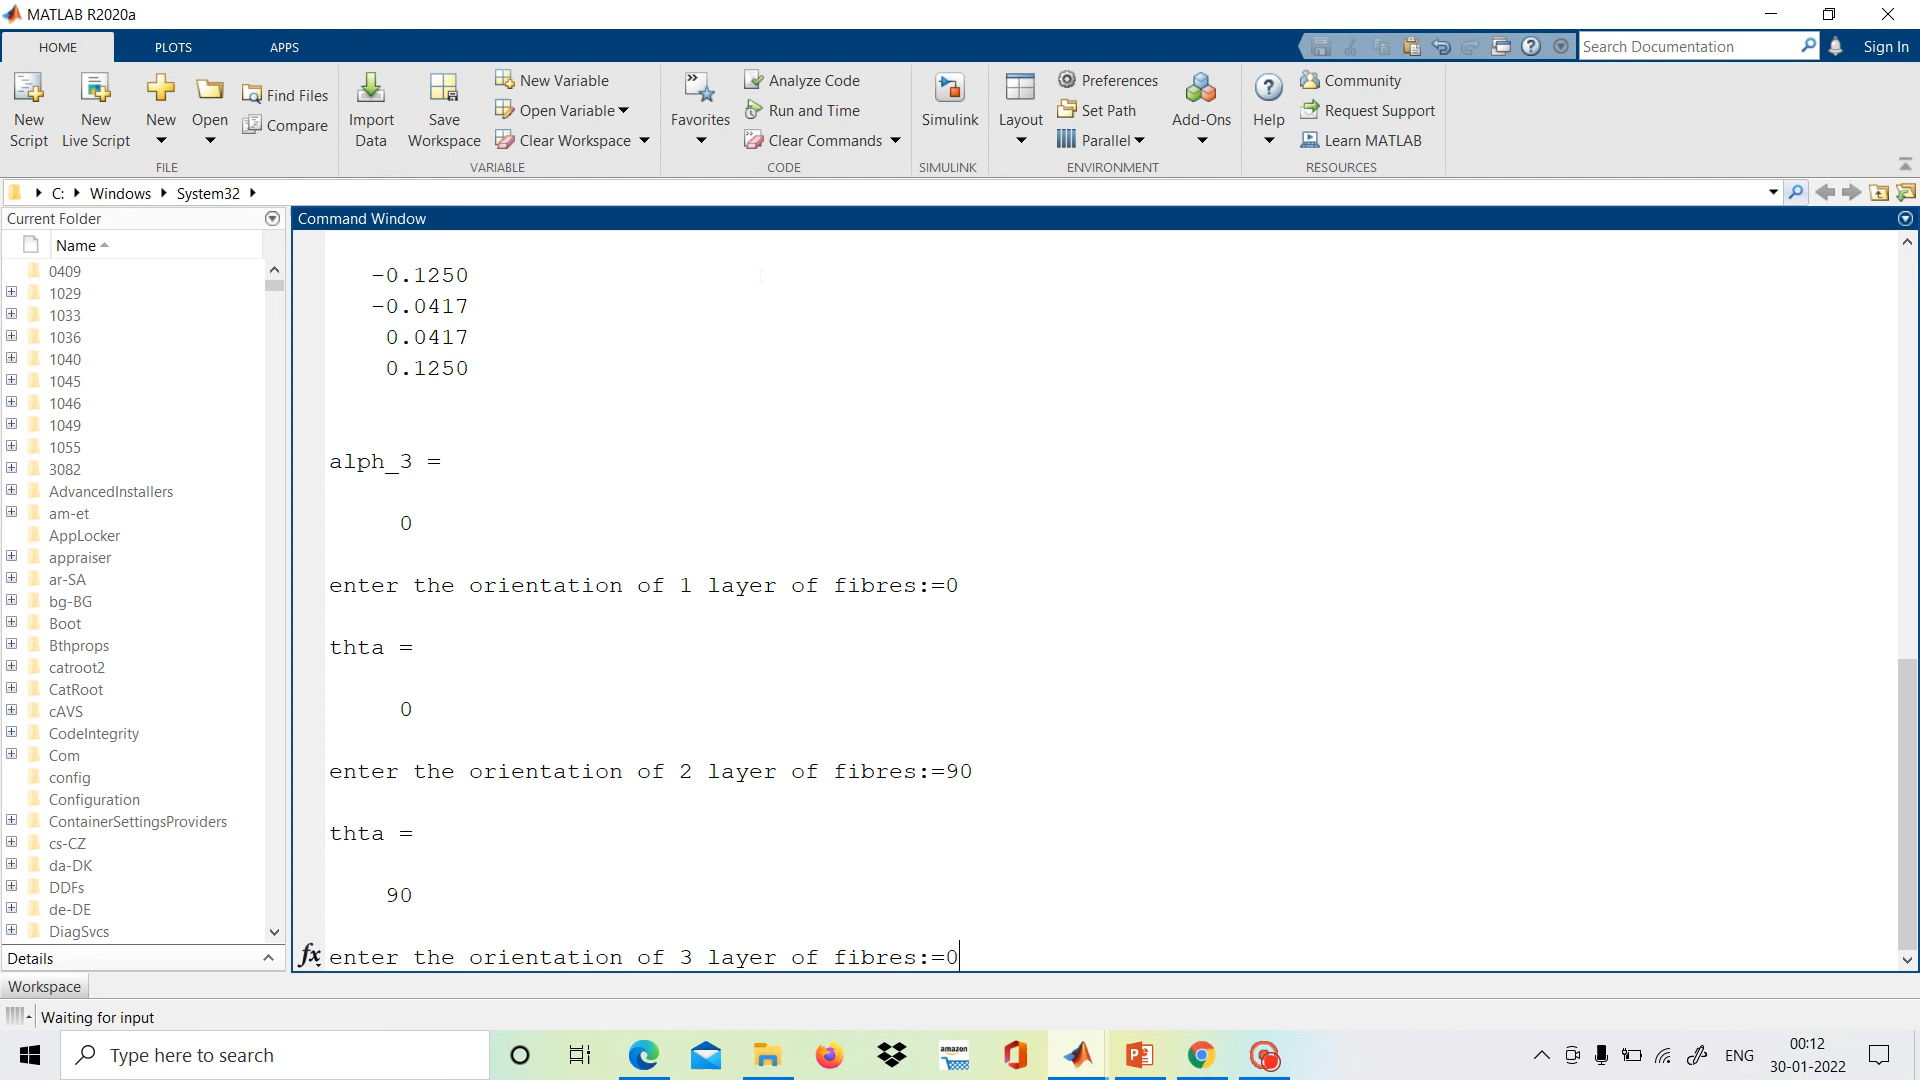 MATLAB R2020a
HOME PLOTS APPS
Search Documentation
Sign In
New Script
New Live Script
New
Open
Find Files
Compare
FILE
Import Data
Save Workspace
New Variable
Open Variable
Clear Workspace
VARIABLE
Favorites
Analyze Code
Run and Time
Clear Commands
CODE
Simulink
SIMULINK
Layout
Preferences
Set Path
Parallel
Add-Ons
ENVIRONMENT
Help
Community
Request Support
Learn MATLAB
RESOURCES
C: Windows System32
Current Folder
Name
0409
1029
1033
1036
1040
1045
1046
1049
1055
3082
AdvancedInstallers
am-et
AppLocker
appraiser
ar-SA
bg-BG
Boot
Bthprops
catroot2
CatRoot
cAVS
CodeIntegrity
Com
config
Configuration
ContainerSettingsProviders
cs-CZ
da-DK
DDFs
de-DE
DiagSvcs
Details
Workspace
Command Window
-0.1250
-0.0417
0.0417
0.1250
alph_3 =
0
enter the orientation of 1 layer of fibres:=0
thta =
0
enter the orientation of 2 layer of fibres:=90
thta =
90
fx enter the orientation of 3 layer of fibres:=0
Waiting for input
Type here to search
amazon
ENG
00:12
30-01-2022